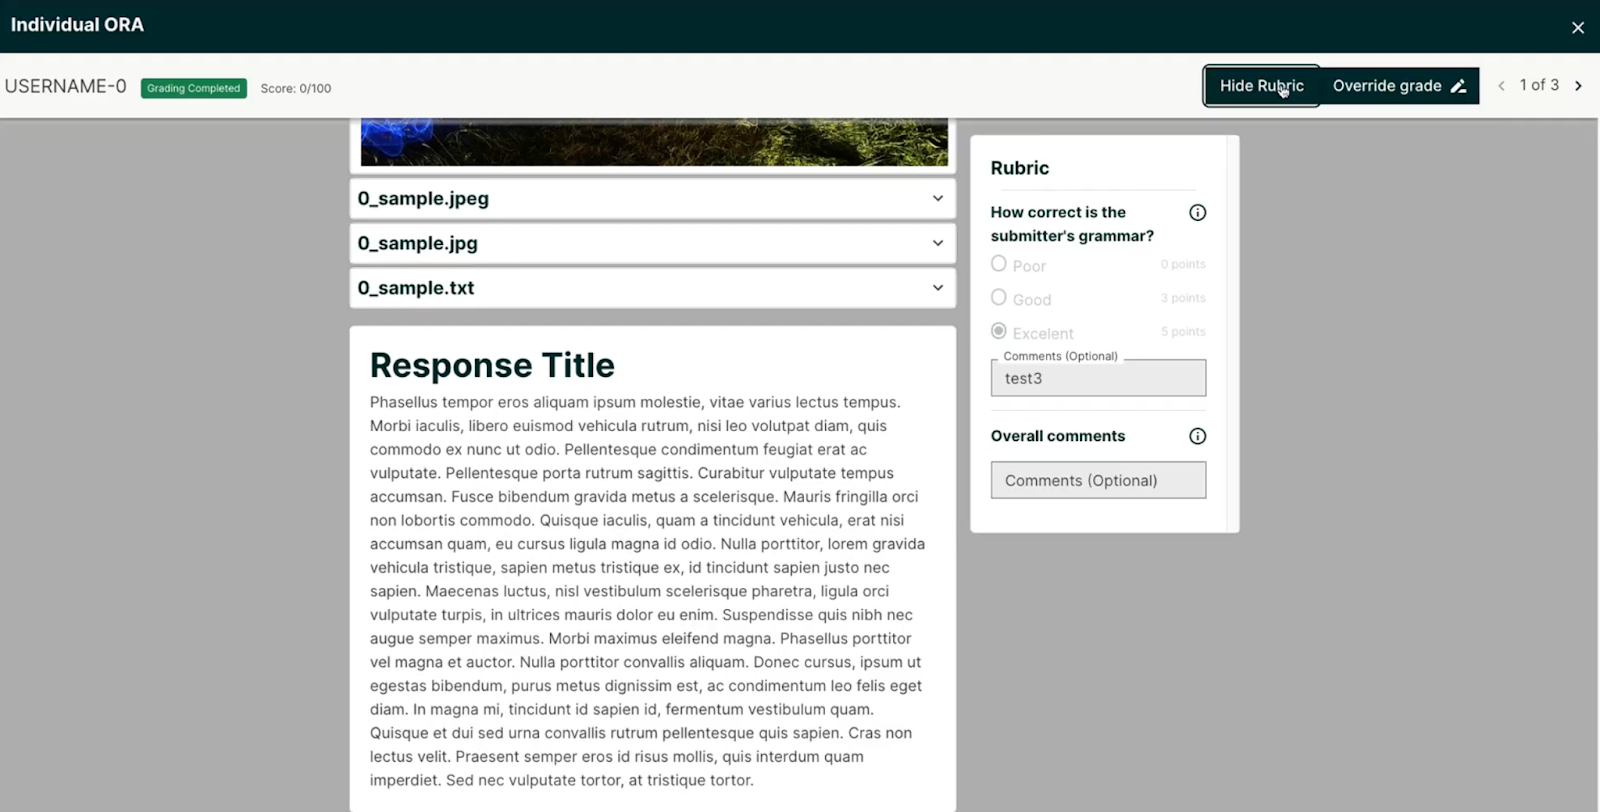 Individual ORA
USERNAME-0 Grading Completed Score: 0/100 Hide Rubric Override grade 1 of 3
0_sample.jpeg
0_sample.jpg
0_sample.txt
Response Title
Phasellus tempor eros aliquam ipsum molestie, vitae varius lectus tempus.
Morbi iaculis, libero euismod vehicula rutrum, nisi leo volutpat diam, quis
commodo ex nunc ut odio. Pellentesque condimentum feugiat erat ac
vulputate. Pellentesque porta rutrum sagittis. Curabitur vulputate tempus
accumsan. Fusce bibendum gravida metus a scelerisque. Mauris fringilla orci
non lobortis commodo. Quisque iaculis, quam a tincidunt vehicula, erat nisi
accumsan quam, eu cursus ligula magna id odio. Nulla porttitor, lorem gravida
vehicula tristique, sapien metus tristique ex, id tincidunt sapien justo nec
sapien. Maecenas luctus, nisl vestibulum scelerisque pharetra, ligula orci
vulputate turpis, in ultrices mauris dolor eu enim. Suspendisse quis nibh nec
augue semper maximus. Morbi maximus eleifend magna. Phasellus porttitor
vel magna et auctor. Nulla porttitor convallis aliquam. Donec cursus, ipsum ut
egestas bibendum, purus metus dignissim est, ac condimentum leo felis eget
diam. In magna mi, tincidunt id sapien id, fermentum vestibulum quam.
Quisque et dui sed urna convallis rutrum pellentesque quis sapien. Cras non
lectus velit. Praesent semper eros id risus mollis, quis interdum quam
imperdiet. Sed nec vulputate tortor, at tristique tortor.
Rubric
How correct is the
submitter's grammar?
Poor 0 points
Good 3 points
Excelent 5 points
Comments (Optional)
test3
Overall comments
Comments (Optional)